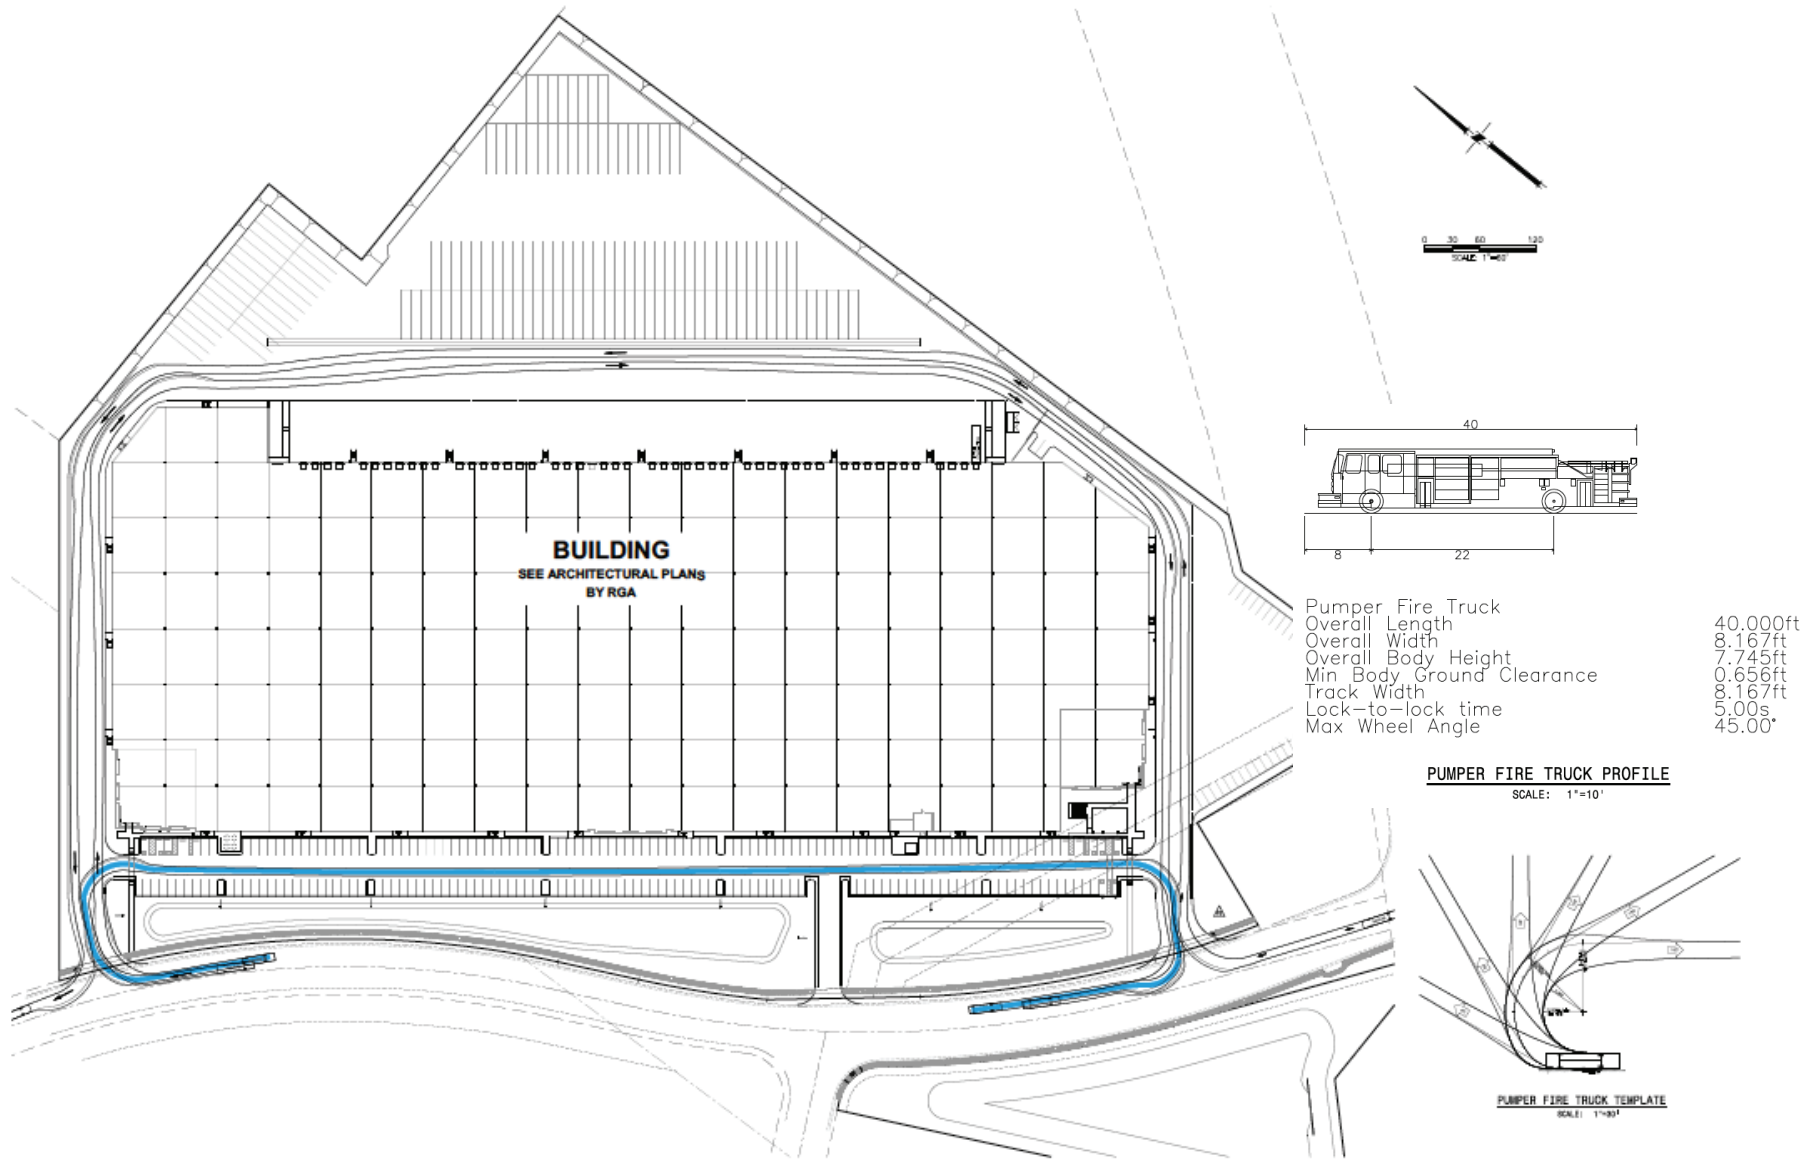 0 30 60 120
SCALE: 1"=60'
40
8 22
BUILDING
SEE ARCHITECTURAL PLANS
BY RGA
Pumper Fire Truck
Overall Length 40.000ft
Overall Width 8.167ft
Overall Body Height 7.745ft
Min Body Ground Clearance 0.656ft
Track Width 8.167ft
Lock-to-lock time 5.00s
Max Wheel Angle 45.00°
PUMPER FIRE TRUCK PROFILE
SCALE: 1"=10'
PUMPER FIRE TRUCK TEMPLATE
SCALE: 1"=30'